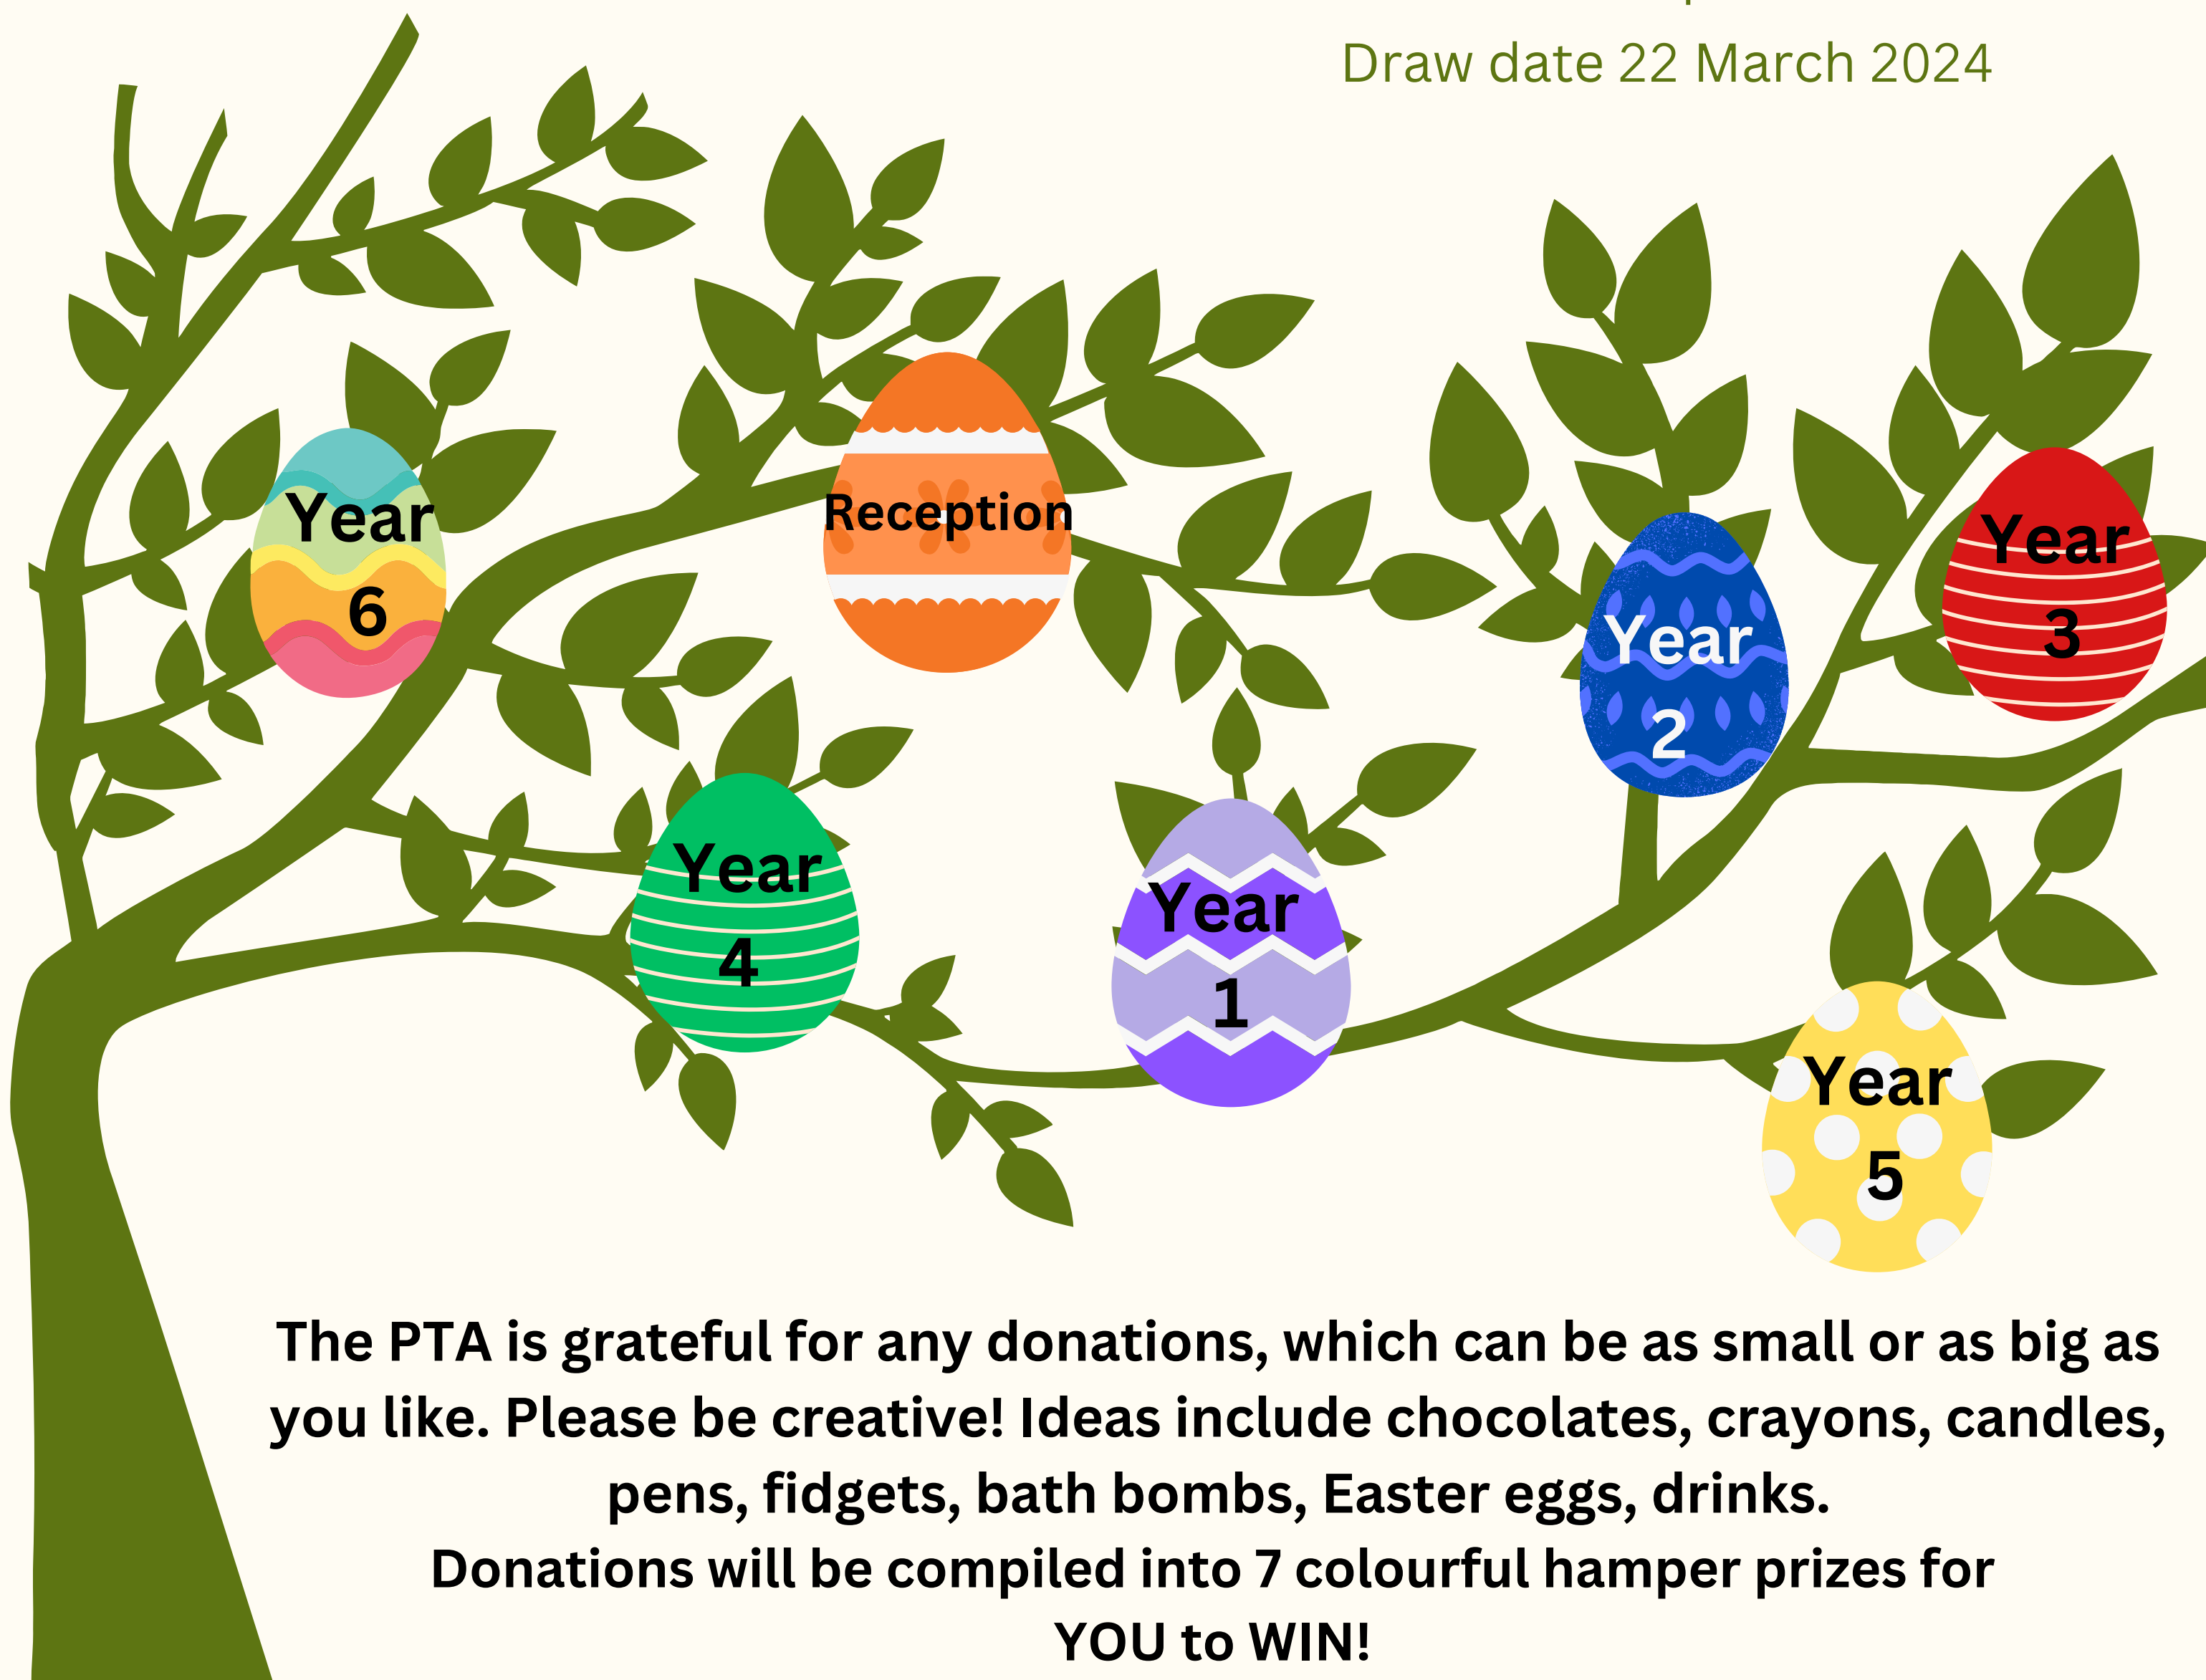 Draw date 22 March 2024
Year
6
Reception
Year
2
Year
3
Year
4
Year
1
Year
5
The PTA is grateful for any donations, which can be as small or as big as
you like. Please be creative! Ideas include chocolates, crayons, candles,
pens, fidgets, bath bombs, Easter eggs, drinks.
Donations will be compiled into 7 colourful hamper prizes for
YOU to WIN!